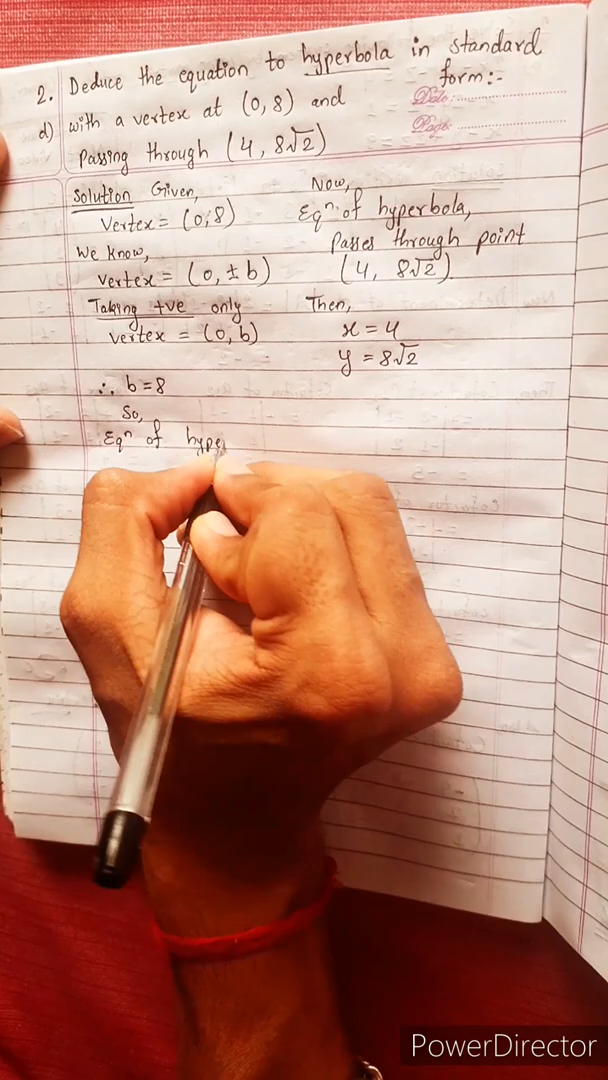 2. Deduce the equation to hyperbola in standard form:-
d) with a vertex at (0, 8) and
passing through (4, 8√2)
Date:
Page:
Solution Given,
Vertex = (0, 8)
We know,
vertex = (0, ± b)
Taking +ve only
vertex = (0, b)
∴ b = 8
So,
Eqⁿ of hype
Now,
Eqⁿ of hyperbola,
Passes through point
(4, 8√2)
Then,
x = 4
y = 8√2
PowerDirector